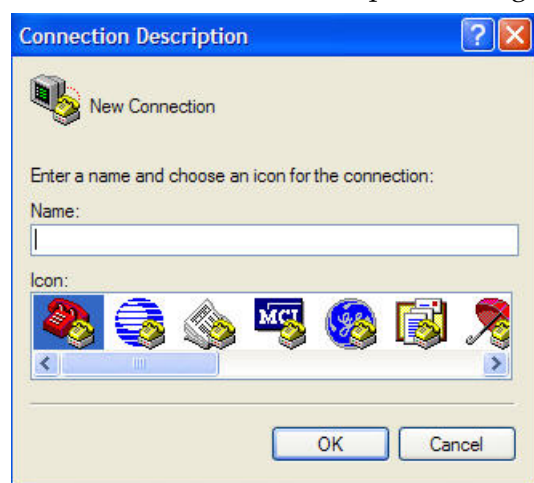 Connection Description
New Connection
Enter a name and choose an icon for the connection:
Name:
Icon:
MCI
OK
Cancel